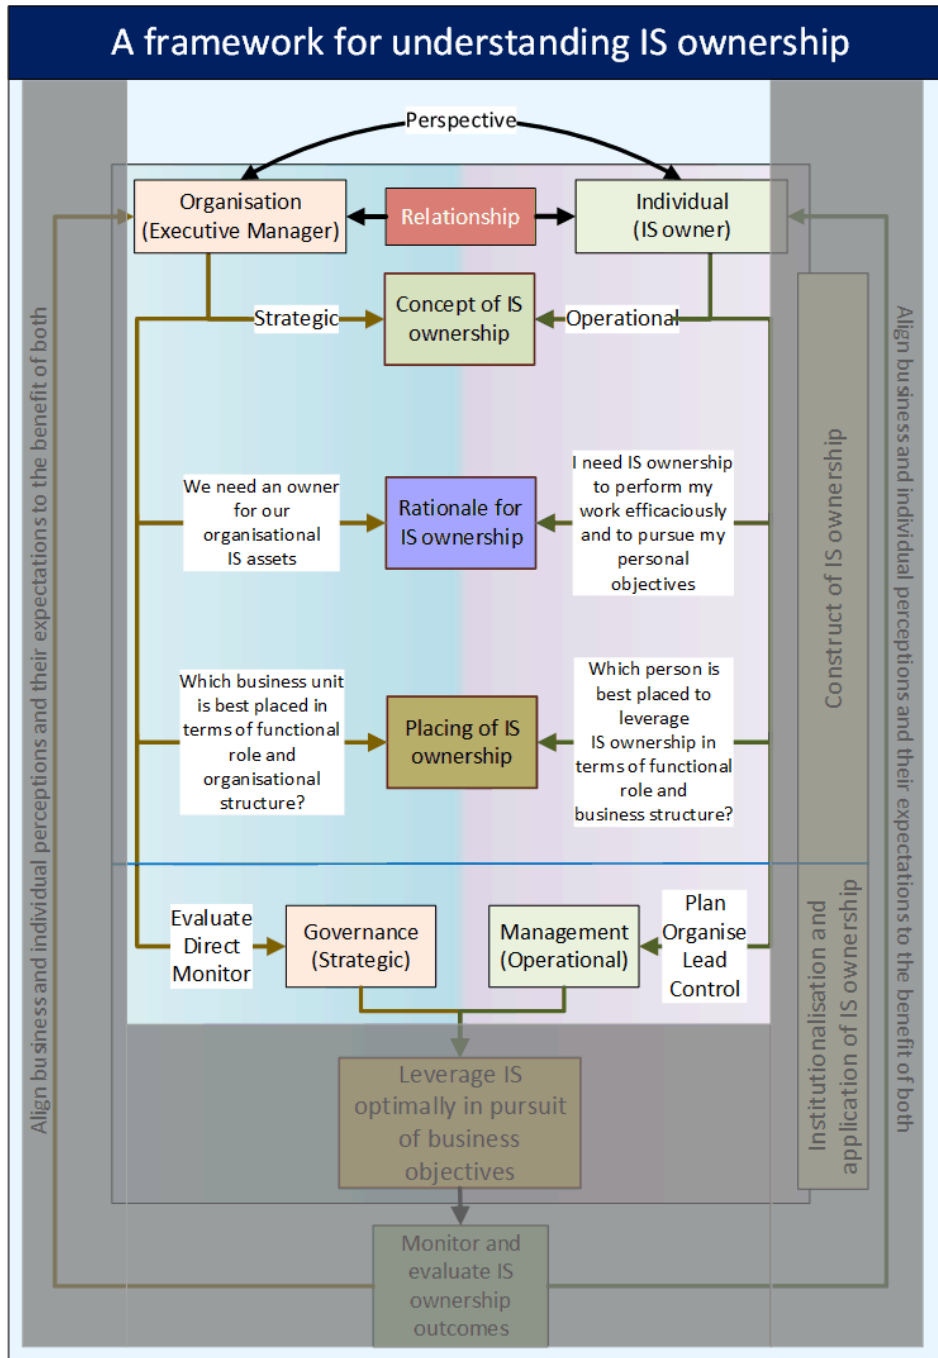 A framework for understanding IS ownership
Perspective
Organisation
(Executive Manager)
Relationship
Individual
(IS owner)
Strategic
Concept of IS
ownership
Operational
We need an owner
for our
organisational
IS assets
Rationale for
IS ownership
I need IS ownership
to perform my
work efficaciously
and to pursue my
personal
objectives
Which business unit
is best placed in
terms of functional
role and
organisational
structure?
Placing of IS
ownership
Which person is
best placed to
leverage
IS ownership in
terms of functional
role and
business structure?
Evaluate
Direct
Monitor
Governance
(Strategic)
Management
(Operational)
Plan
Organise
Lead
Control
Leverage IS
optimally in pursuit
of business
objectives
Monitor and
evaluate IS
ownership
outcomes
Align business and individual perceptions and their expectations to the benefit of both
Construct of IS ownership
Institutionalisation and
application of IS ownership
Align business and individual perceptions and their expectations to the benefit of both